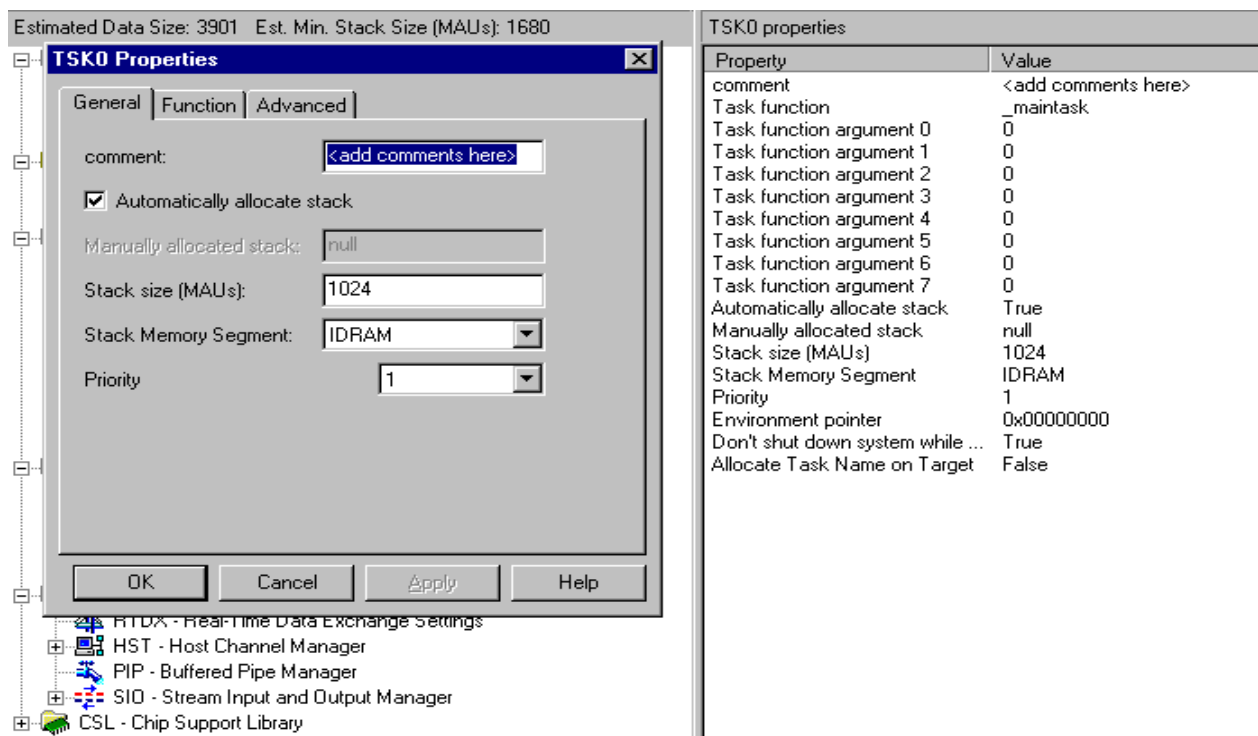 Estimated Data Size: 3901 Est. Min. Stack Size (MAUs): 1680
TSK0 Properties
General Function Advanced
comment: <add comments here>
Automatically allocate stack
Manually allocated stack: null
Stack size (MAUs): 1024
Stack Memory Segment: IDRAM
Priority 1
OK Cancel Apply Help
RTDX - Real-Time Data Exchange Settings
HST - Host Channel Manager
PIP - Buffered Pipe Manager
SIO - Stream Input and Output Manager
CSL - Chip Support Library
TSK0 properties
Property Value
comment <add comments here>
Task function _maintask
Task function argument 0 0
Task function argument 1 0
Task function argument 2 0
Task function argument 3 0
Task function argument 4 0
Task function argument 5 0
Task function argument 6 0
Task function argument 7 0
Automatically allocate stack True
Manually allocated stack null
Stack size (MAUs) 1024
Stack Memory Segment IDRAM
Priority 1
Environment pointer 0x00000000
Don't shut down system while ... True
Allocate Task Name on Target False